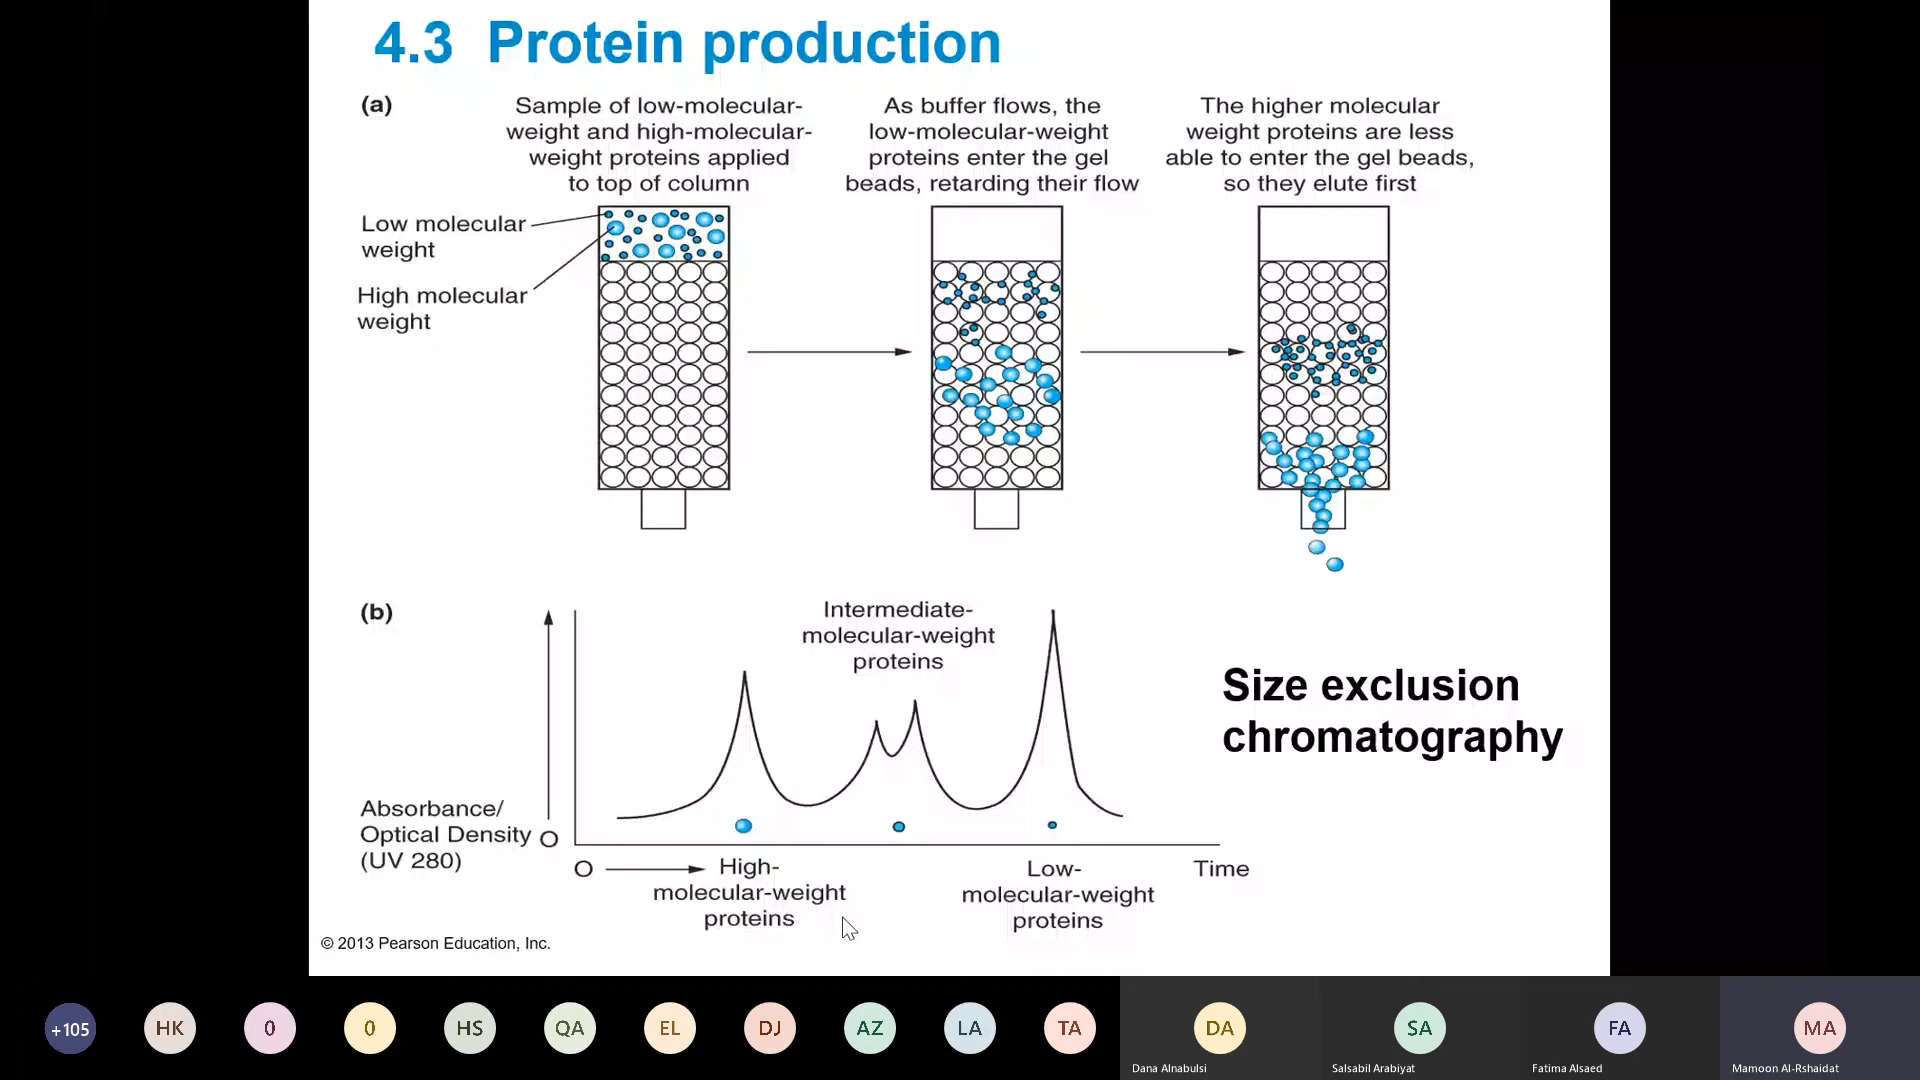 4.3 Protein production
(a)
Sample of low-molecular-
weight and high-molecular-
weight proteins applied
to top of column
As buffer flows, the
low-molecular-weight
proteins enter the gel
beads, retarding their flow
The higher molecular
weight proteins are less
able to enter the gel beads,
so they elute first
Low molecular
weight
High molecular
weight
(b)
Intermediate-
molecular-weight
proteins
Size exclusion
chromatography
Absorbance/
Optical Density
(UV 280)
O
O
High-
molecular-weight
proteins
Low-
molecular-weight
proteins
Time
© 2013 Pearson Education, Inc.
+105
HK
0
0
HS
QA
EL
DJ
AZ
LA
TA
DA
Dana Alnabulsi
SA
Salsabil Arabiyat
FA
Fatima Alsaed
MA
Mamoon Al-Rshaidat